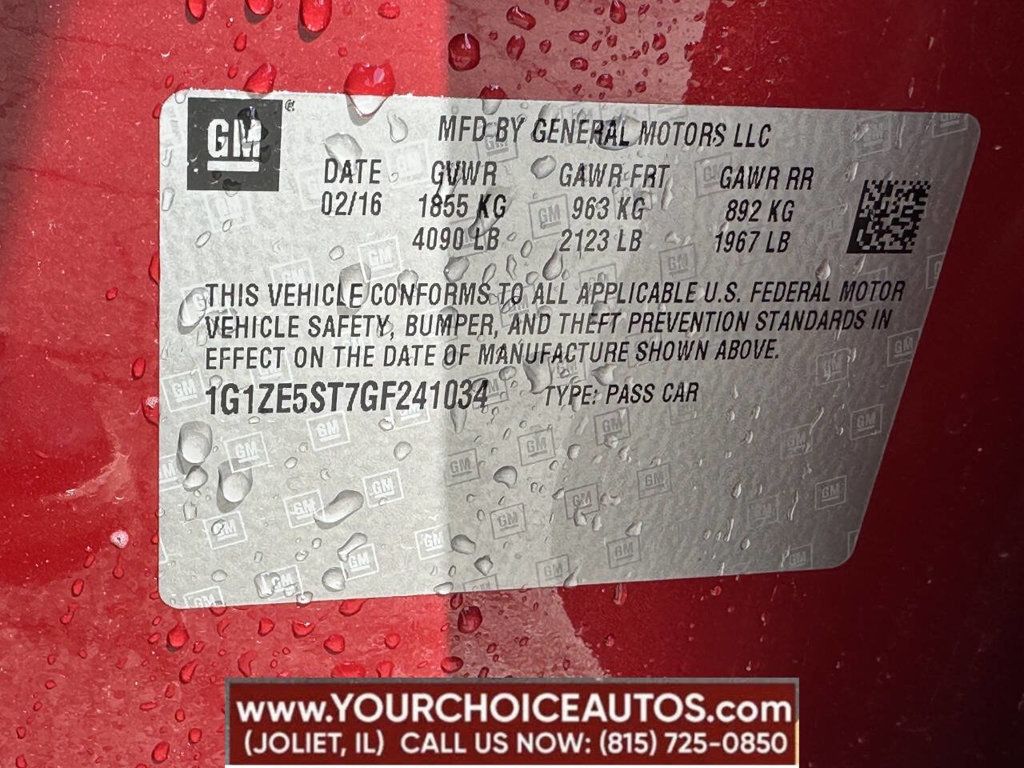 GM
MFD BY GENERAL MOTORS LLC
DATE GVWR GAWR FRT GAWR RR
02/16 1855 KG 963 KG 892 KG
4090 LB 2123 LB 1967 LB
THIS VEHICLE CONFORMS TO ALL APPLICABLE U.S. FEDERAL MOTOR
VEHICLE SAFETY, BUMPER, AND THEFT PREVENTION STANDARDS IN
EFFECT ON THE DATE OF MANUFACTURE SHOWN ABOVE.
1G1ZE5ST7GF241034 TYPE: PASS CAR
www.YOURCHOICEAUTOS.com
(JOLIET, IL) CALL US NOW: (815) 725-0850